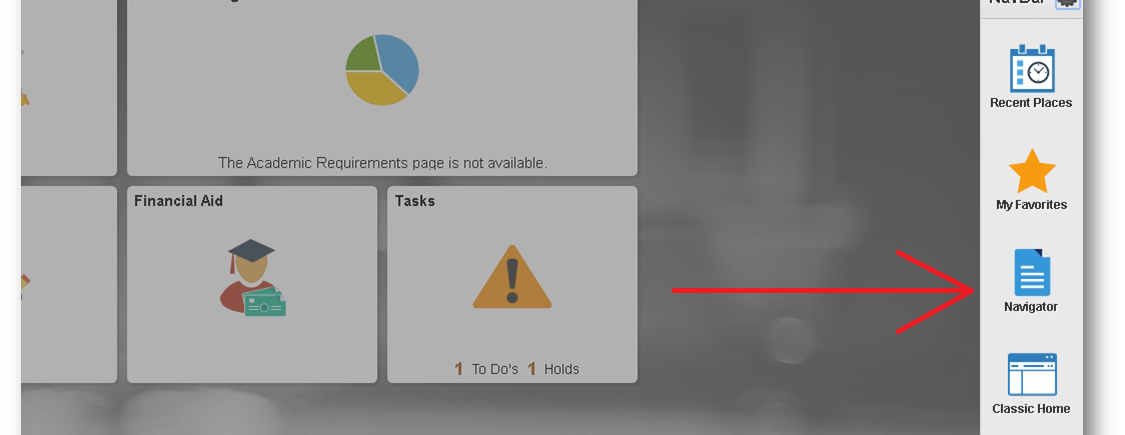 The Academic Requirements page is not available.
Financial Aid
Tasks
1 To Do's 1 Holds
NavBar
Recent Places
My Favorites
Navigator
Classic Home